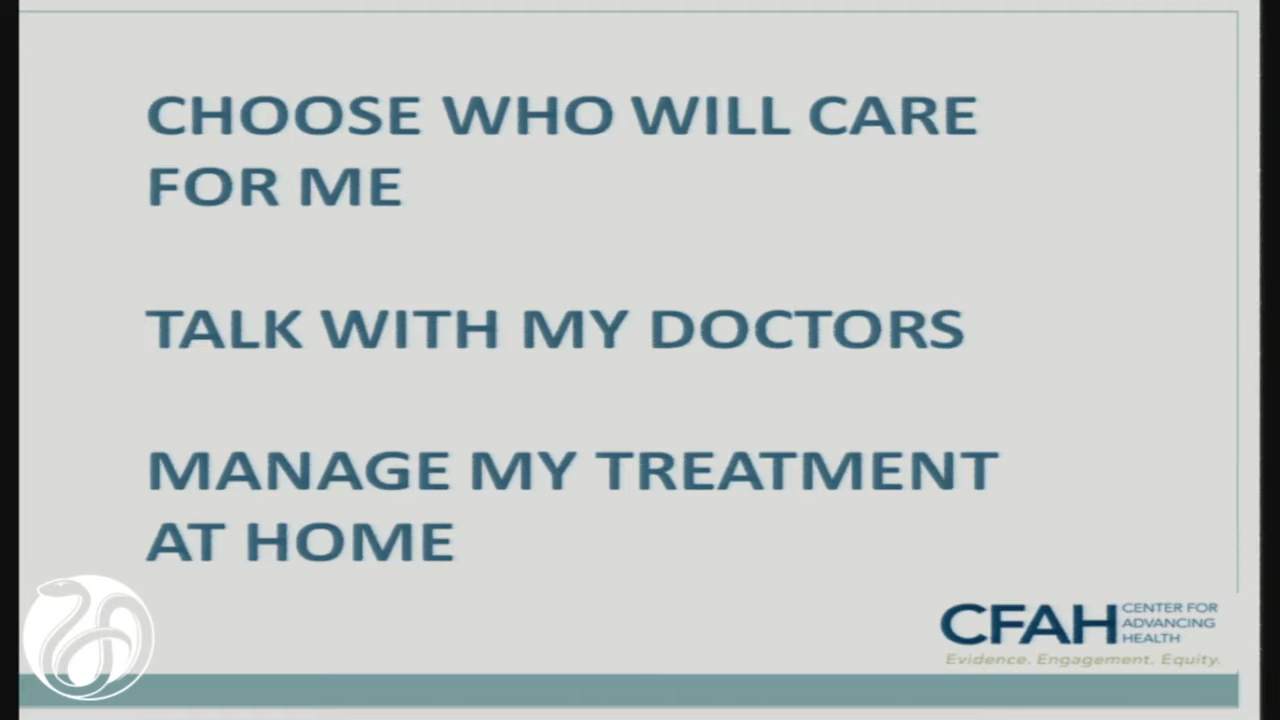 CHOOSE WHO WILL CARE
FOR ME
TALK WITH MY DOCTORS
MANAGE MY TREATMENT
AT HOME
CFAH CENTER FOR
ADVANCING
HEALTH
Evidence. Engagement. Equity.